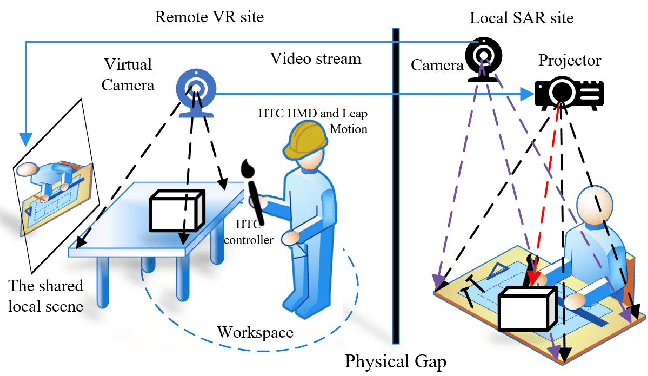 Remote VR site
Local SAR site
Video stream
Virtual
Camera
Camera
Projector
HTC HMD and Leap
Motion
HTC
controller
The shared
local scene
Workspace
Physical Gap